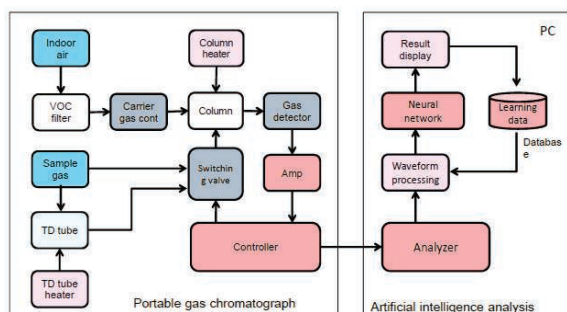 Indoor
air
Column
heater
VOC
filter
Carrier
gas cont
Column
Gas
detector
Sample
gas
Switchin
g valve
Amp
TD tube
Controller
TD tube
heater
Portable gas chromatograph
PC
Result
display
Neural
network
Learning
data
Databas
e
Waveform
processing
Analyzer
Artificial intelligence analysis